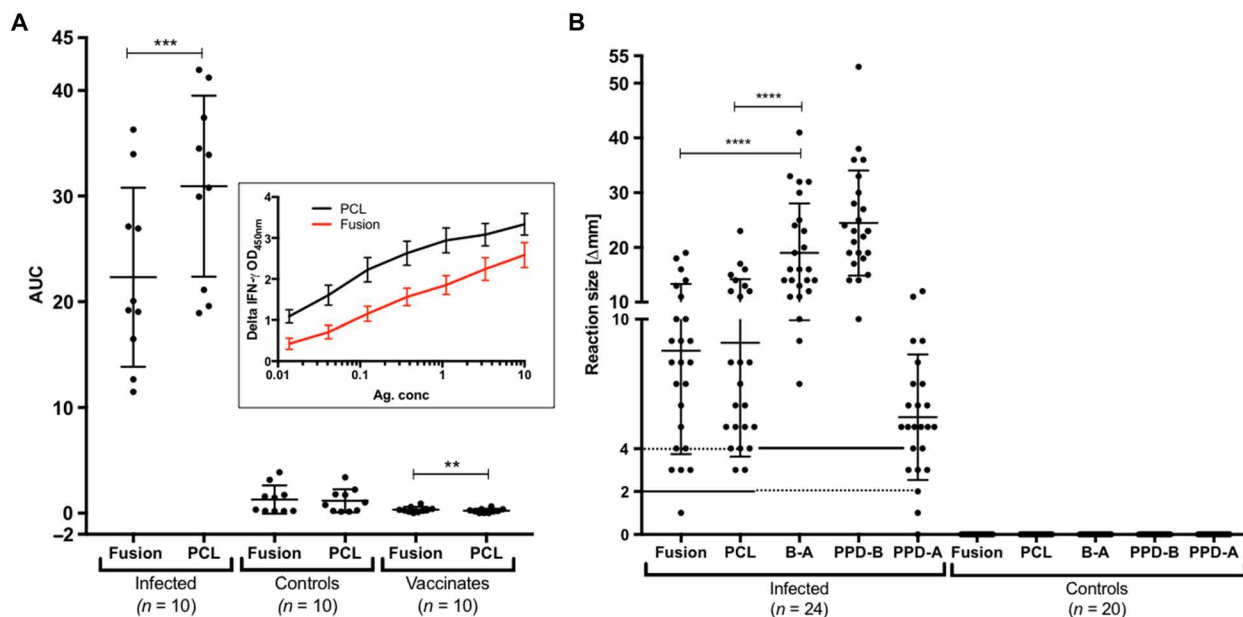 A
45
40
30
20
10
0
−2
AUC
***
**
4
3
2
1
0
Delta IFN-γ OD450nm
PCL
Fusion
0.01 0.1 1 10
Ag. conc
Fusion PCL Fusion PCL Fusion PCL
Infected Controls Vaccinates
(n = 10) (n = 10) (n = 10)
B
55
50
40
30
20
10
10
4
2
0
Reaction size [Δmm]
****
****
Fusion PCL B-A PPD-B PPD-A Fusion PCL B-A PPD-B PPD-A
Infected Controls
(n = 24) (n = 20)